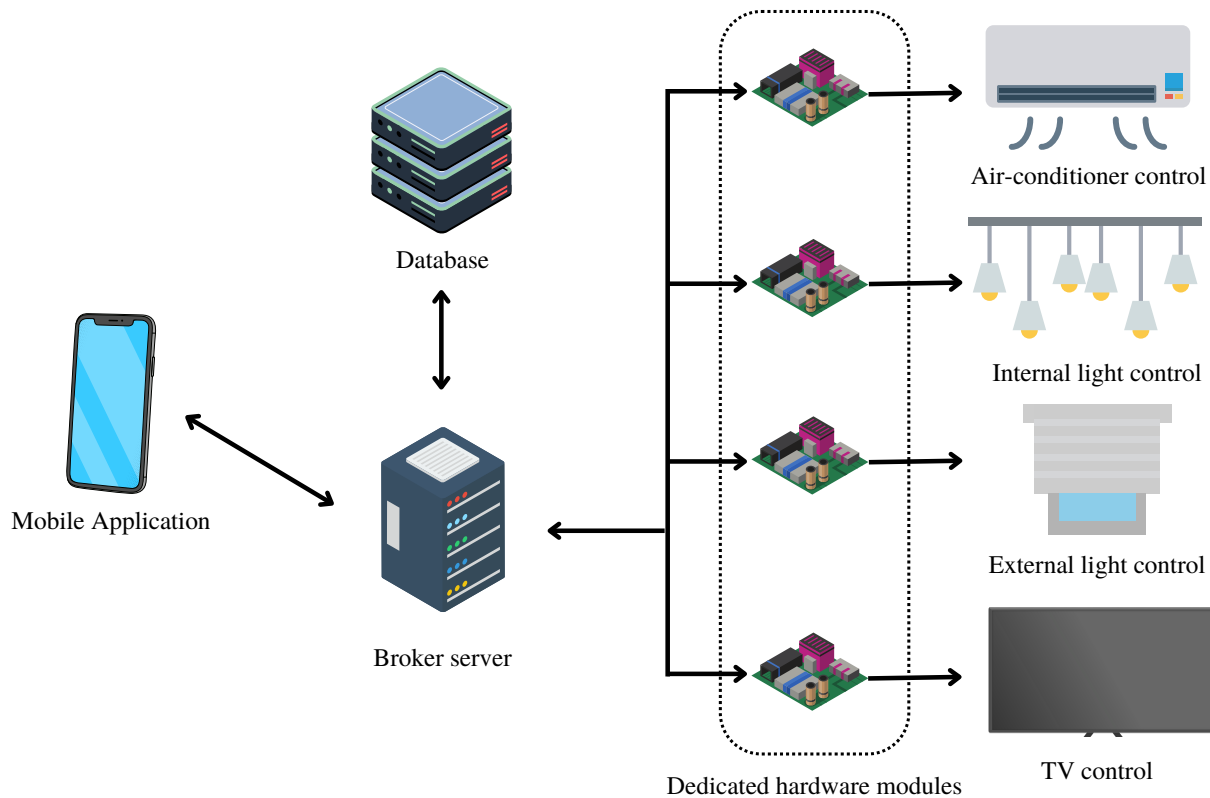 Air-conditioner control
Database
Internal light control
Mobile Application
External light control
Broker server
TV control
Dedicated hardware modules